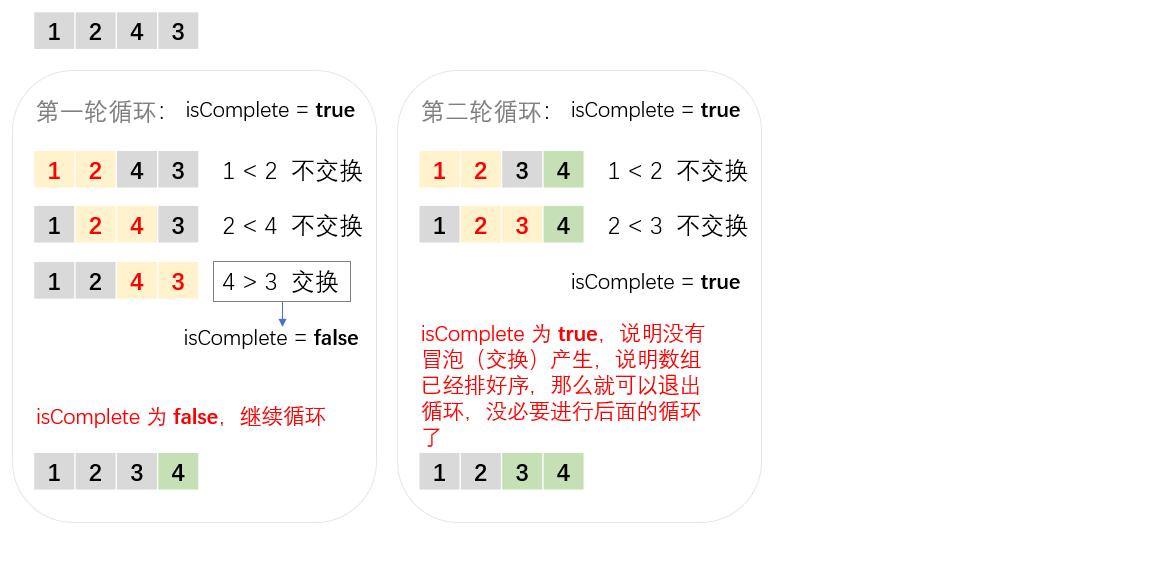 1 2 4 3
第一轮循环： isComplete = true
1 2 4 3 1 < 2 不交换
1 2 4 3 2 < 4 不交换
1 2 4 3 4 > 3 交换
isComplete = false
isComplete 为 false，继续循环
1 2 3 4
第二轮循环： isComplete = true
1 2 3 4 1 < 2 不交换
1 2 3 4 2 < 3 不交换
isComplete = true
isComplete 为 true，说明没有
冒泡（交换）产生，说明数组
已经排好序，那么就可以退出
循环，没必要进行后面的循环
了
1 2 3 4